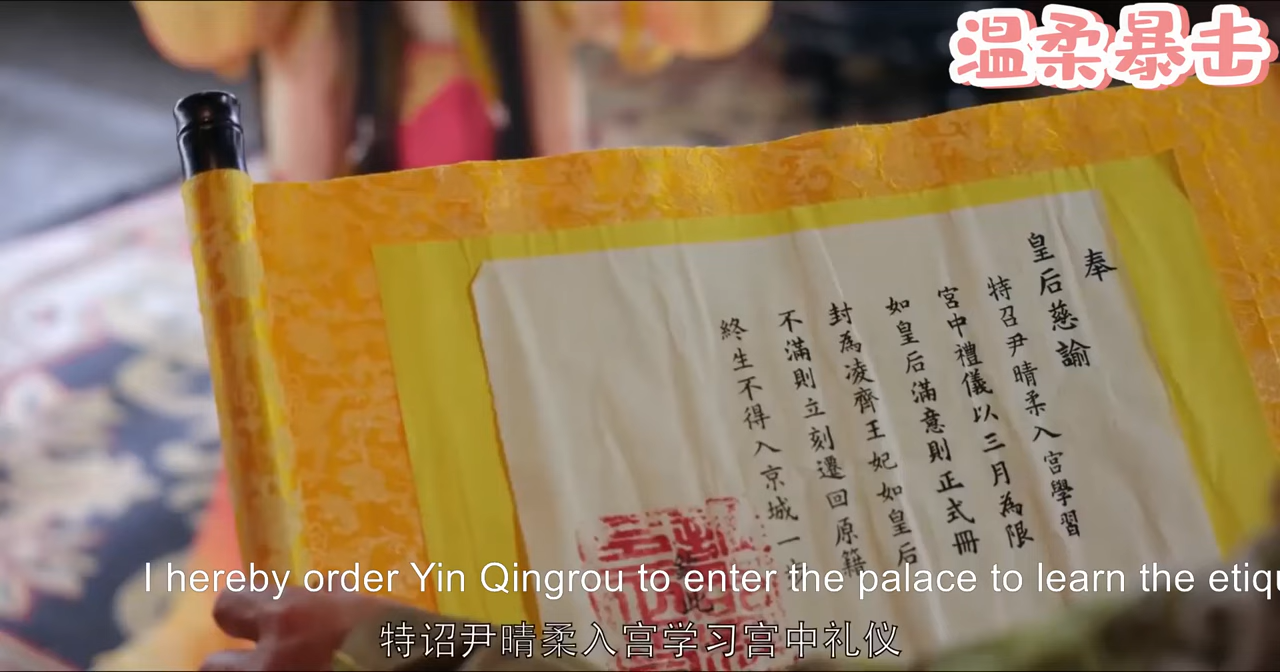 温柔暴击
奉
皇后慈諭
特召尹晴柔入宮學習
宮中禮儀以三月為限
如皇后滿意則正式冊
封為凌齊王妃如皇后
不滿則立刻遷回原籍
終生不得入京城一
此
I hereby order Yin Qingrou to enter the palace to learn the etiqu
特诏尹晴柔入宫学习宫中礼仪